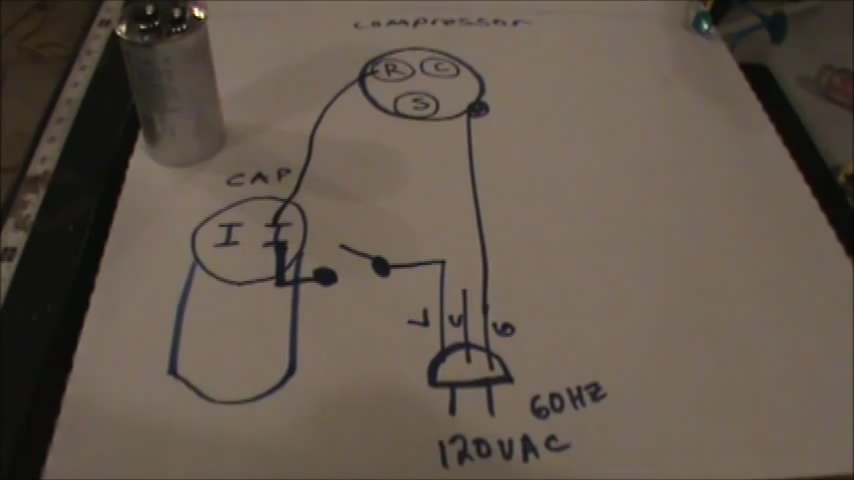 compressor
R C
S
CAP
L N G
60HZ
120VAC